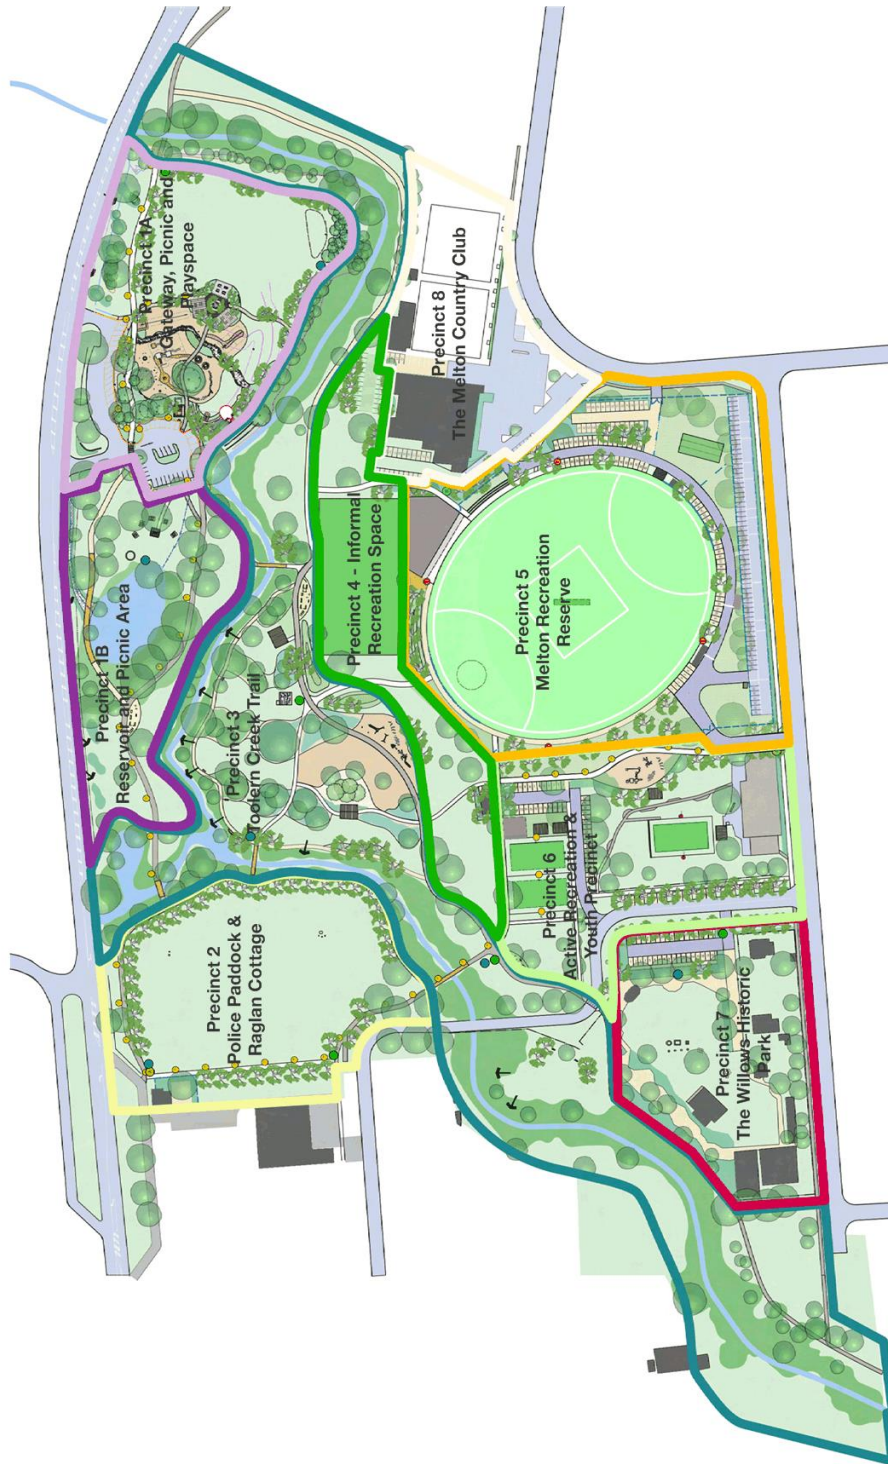 Precinct 1A
Gateway, Picnic and
Playspace
Precinct 8
The Melton Country Club
Precinct 1B
Reservoir and Picnic Area
Precinct 4 - Informal
Recreation Space
Precinct 5
Melton Recreation
Reserve
Precinct 3
Toolern Creek Trail
Precinct 2
Police Paddock &
Raglan Cottage
Precinct 6
Active Recreation &
Youth Precinct
Precinct 7
The Willows Historic
Park